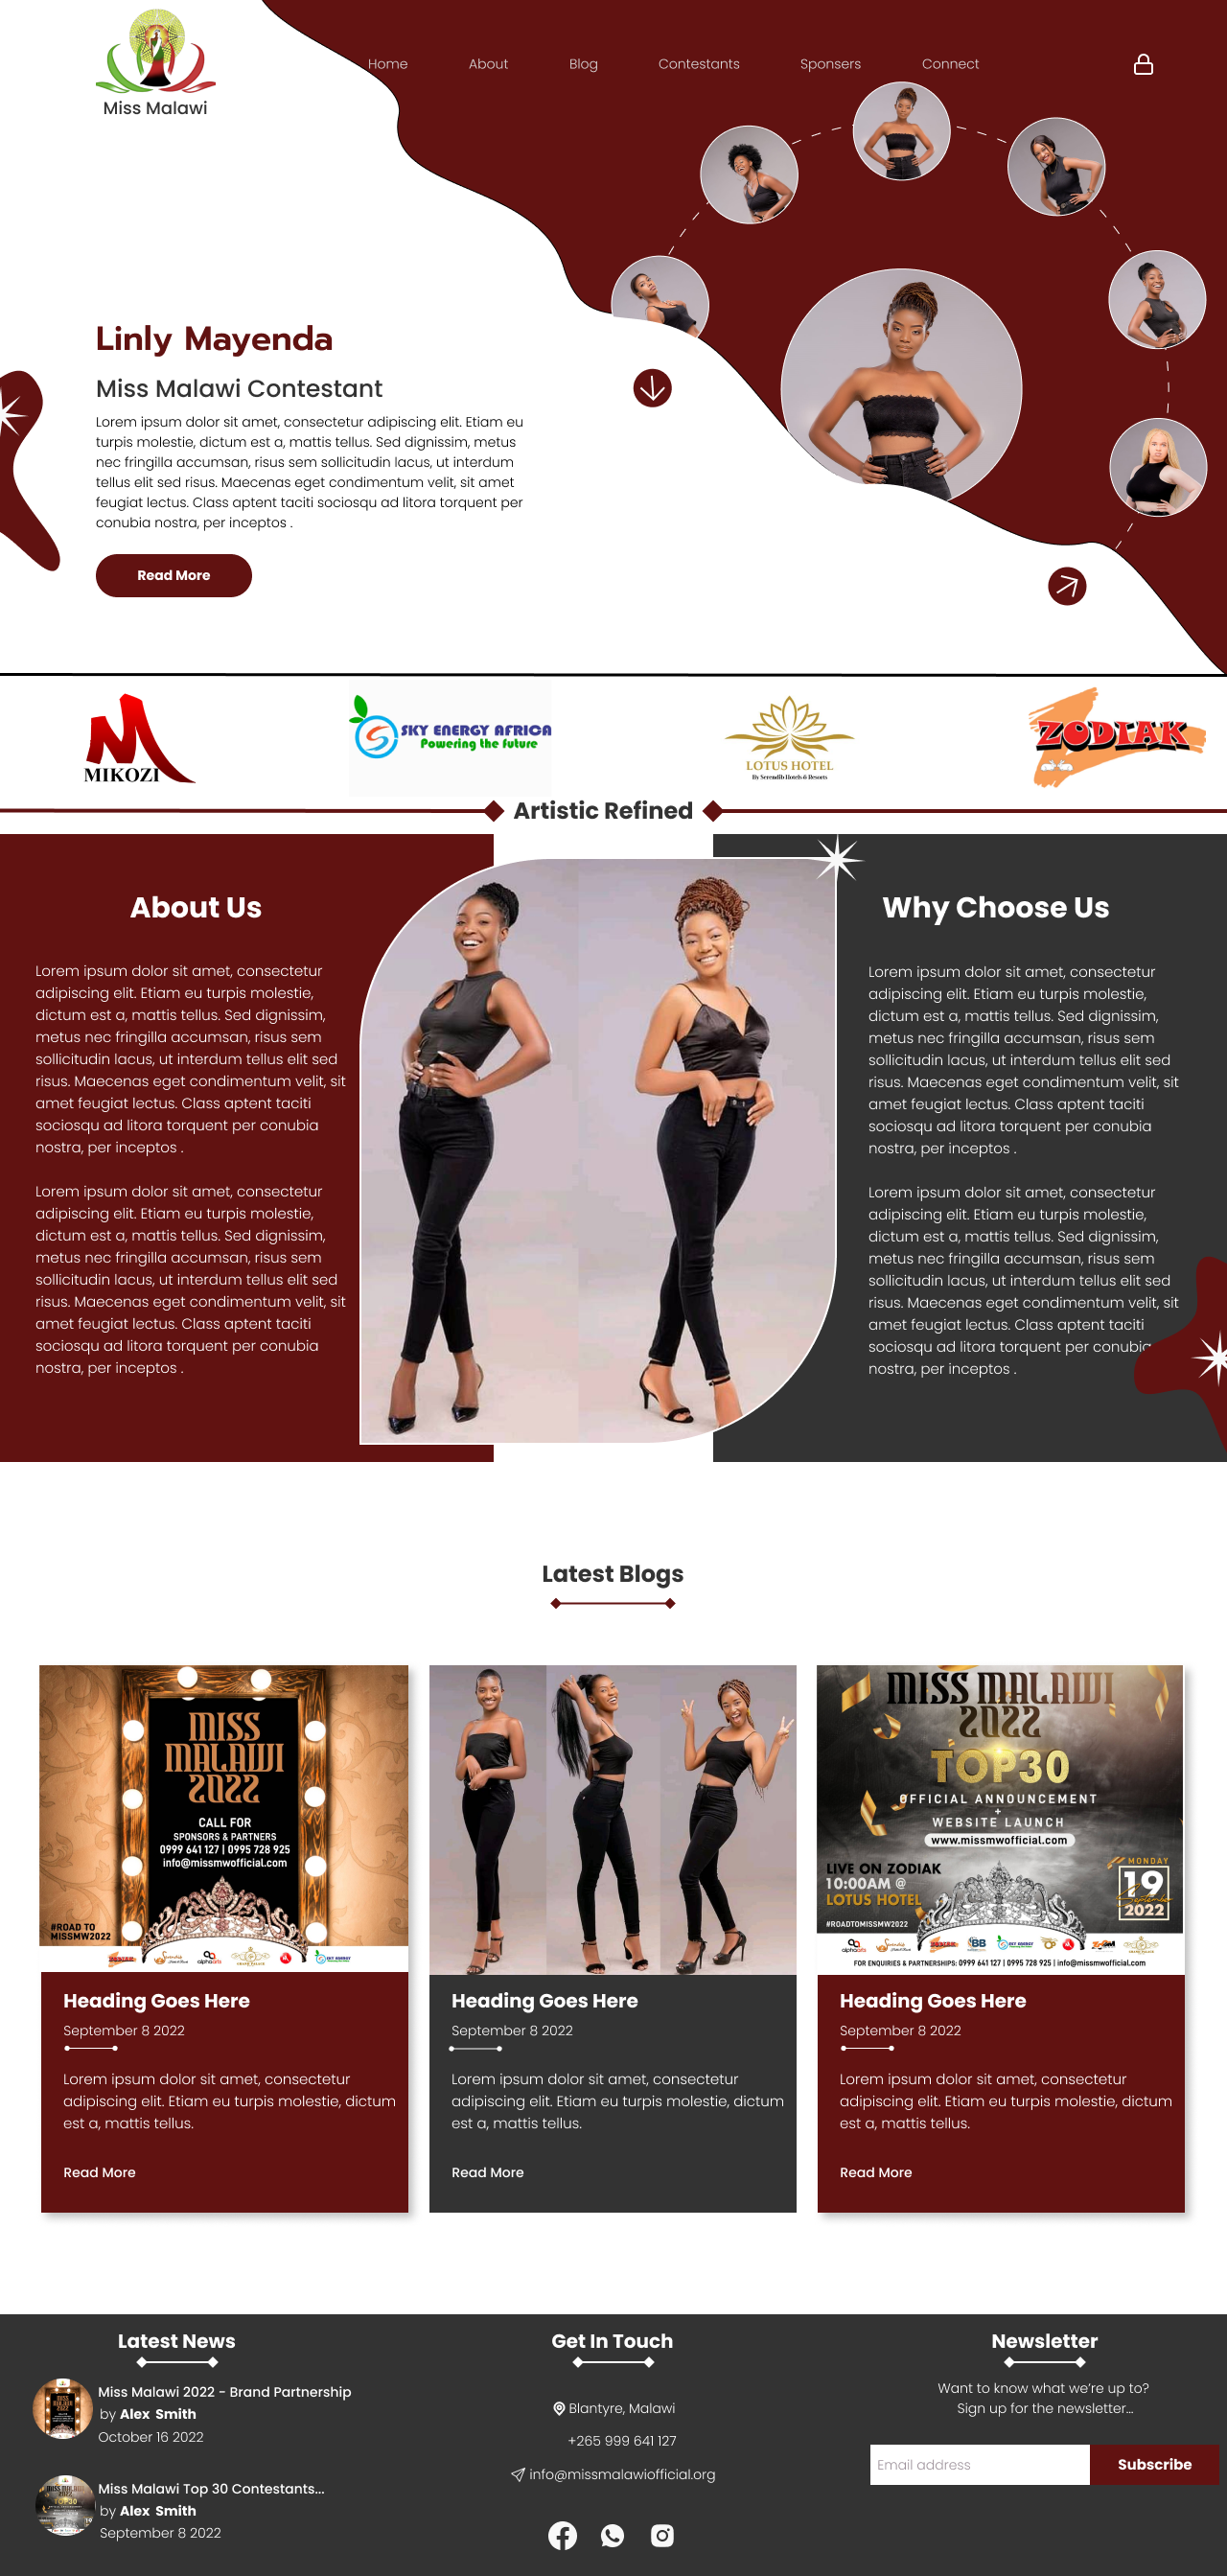 Miss Malawi
Home About Blog Contestants Sponsers Connect
Linly Mayenda
Miss Malawi Contestant
Lorem ipsum dolor sit amet, consectetur adipiscing elit. Etiam eu
turpis molestie, dictum est a, mattis tellus. Sed dignissim, metus
nec fringilla accumsan, risus sem sollicitudin lacus, ut interdum
tellus elit sed risus. Maecenas eget condimentum velit, sit amet
feugiat lectus. Class aptent taciti sociosqu ad litora torquent per
conubia nostra, per inceptos .
Read More
MIKOZI
SKY ENERGY AFRICA
Powering the future
LOTUS HOTEL
By Serendib Hotels & Resorts
ZODIAK
Artistic Refined
About Us
Lorem ipsum dolor sit amet, consectetur
adipiscing elit. Etiam eu turpis molestie,
dictum est a, mattis tellus. Sed dignissim,
metus nec fringilla accumsan, risus sem
sollicitudin lacus, ut interdum tellus elit sed
risus. Maecenas eget condimentum velit, sit
amet feugiat lectus. Class aptent taciti
sociosqu ad litora torquent per conubia
nostra, per inceptos .
Lorem ipsum dolor sit amet, consectetur
adipiscing elit. Etiam eu turpis molestie,
dictum est a, mattis tellus. Sed dignissim,
metus nec fringilla accumsan, risus sem
sollicitudin lacus, ut interdum tellus elit sed
risus. Maecenas eget condimentum velit, sit
amet feugiat lectus. Class aptent taciti
sociosqu ad litora torquent per conubia
nostra, per inceptos .
Why Choose Us
Lorem ipsum dolor sit amet, consectetur
adipiscing elit. Etiam eu turpis molestie,
dictum est a, mattis tellus. Sed dignissim,
metus nec fringilla accumsan, risus sem
sollicitudin lacus, ut interdum tellus elit sed
risus. Maecenas eget condimentum velit, sit
amet feugiat lectus. Class aptent taciti
sociosqu ad litora torquent per conubia
nostra, per inceptos .
Lorem ipsum dolor sit amet, consectetur
adipiscing elit. Etiam eu turpis molestie,
dictum est a, mattis tellus. Sed dignissim,
metus nec fringilla accumsan, risus sem
sollicitudin lacus, ut interdum tellus elit sed
risus. Maecenas eget condimentum velit, sit
amet feugiat lectus. Class aptent taciti
sociosqu ad litora torquent per conubia
nostra, per inceptos .
Latest Blogs
MISS
MALAWI
2022
CALL FOR
SPONSORS & PARTNERS
0999 641 127 | 0995 728 925
info@missmwofficial.com
#ROAD TO
MISSMW2022
Heading Goes Here
September 8 2022
Lorem ipsum dolor sit amet, consectetur
adipiscing elit. Etiam eu turpis molestie, dictum
est a, mattis tellus.
Read More
Heading Goes Here
September 8 2022
Lorem ipsum dolor sit amet, consectetur
adipiscing elit. Etiam eu turpis molestie, dictum
est a, mattis tellus.
Read More
MISS MALAWI
2022
TOP30
OFFICIAL ANNOUNCEMENT
+
WEBSITE LAUNCH
www.missmwofficial.com
LIVE ON ZODIAK
10:00AM @
LOTUS HOTEL
#ROADTOMISSMW2022
MONDAY
19
September
2022
FOR ENQUIRIES & PARTNERSHIPS: 0999 641 127 | 0995 728 925 | info@missmwofficial.com
Heading Goes Here
September 8 2022
Lorem ipsum dolor sit amet, consectetur
adipiscing elit. Etiam eu turpis molestie, dictum
est a, mattis tellus.
Read More
Latest News
Miss Malawi 2022 - Brand Partnership
by Alex Smith
October 16 2022
Miss Malawi Top 30 Contestants...
by Alex Smith
September 8 2022
Get In Touch
Blantyre, Malawi
+265 999 641 127
info@missmalawiofficial.org
Newsletter
Want to know what we’re up to?
Sign up for the newsletter...
Email address
Subscribe